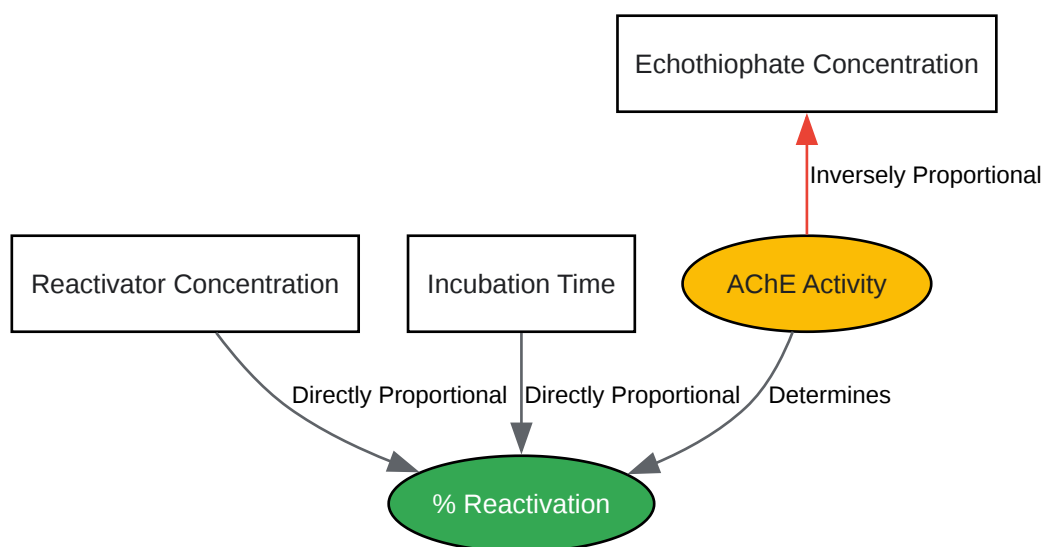 Echothiophate Concentration
Inversely Proportional
Reactivator Concentration
Incubation Time
AChE Activity
Directly Proportional
Directly Proportional
Determines
% Reactivation